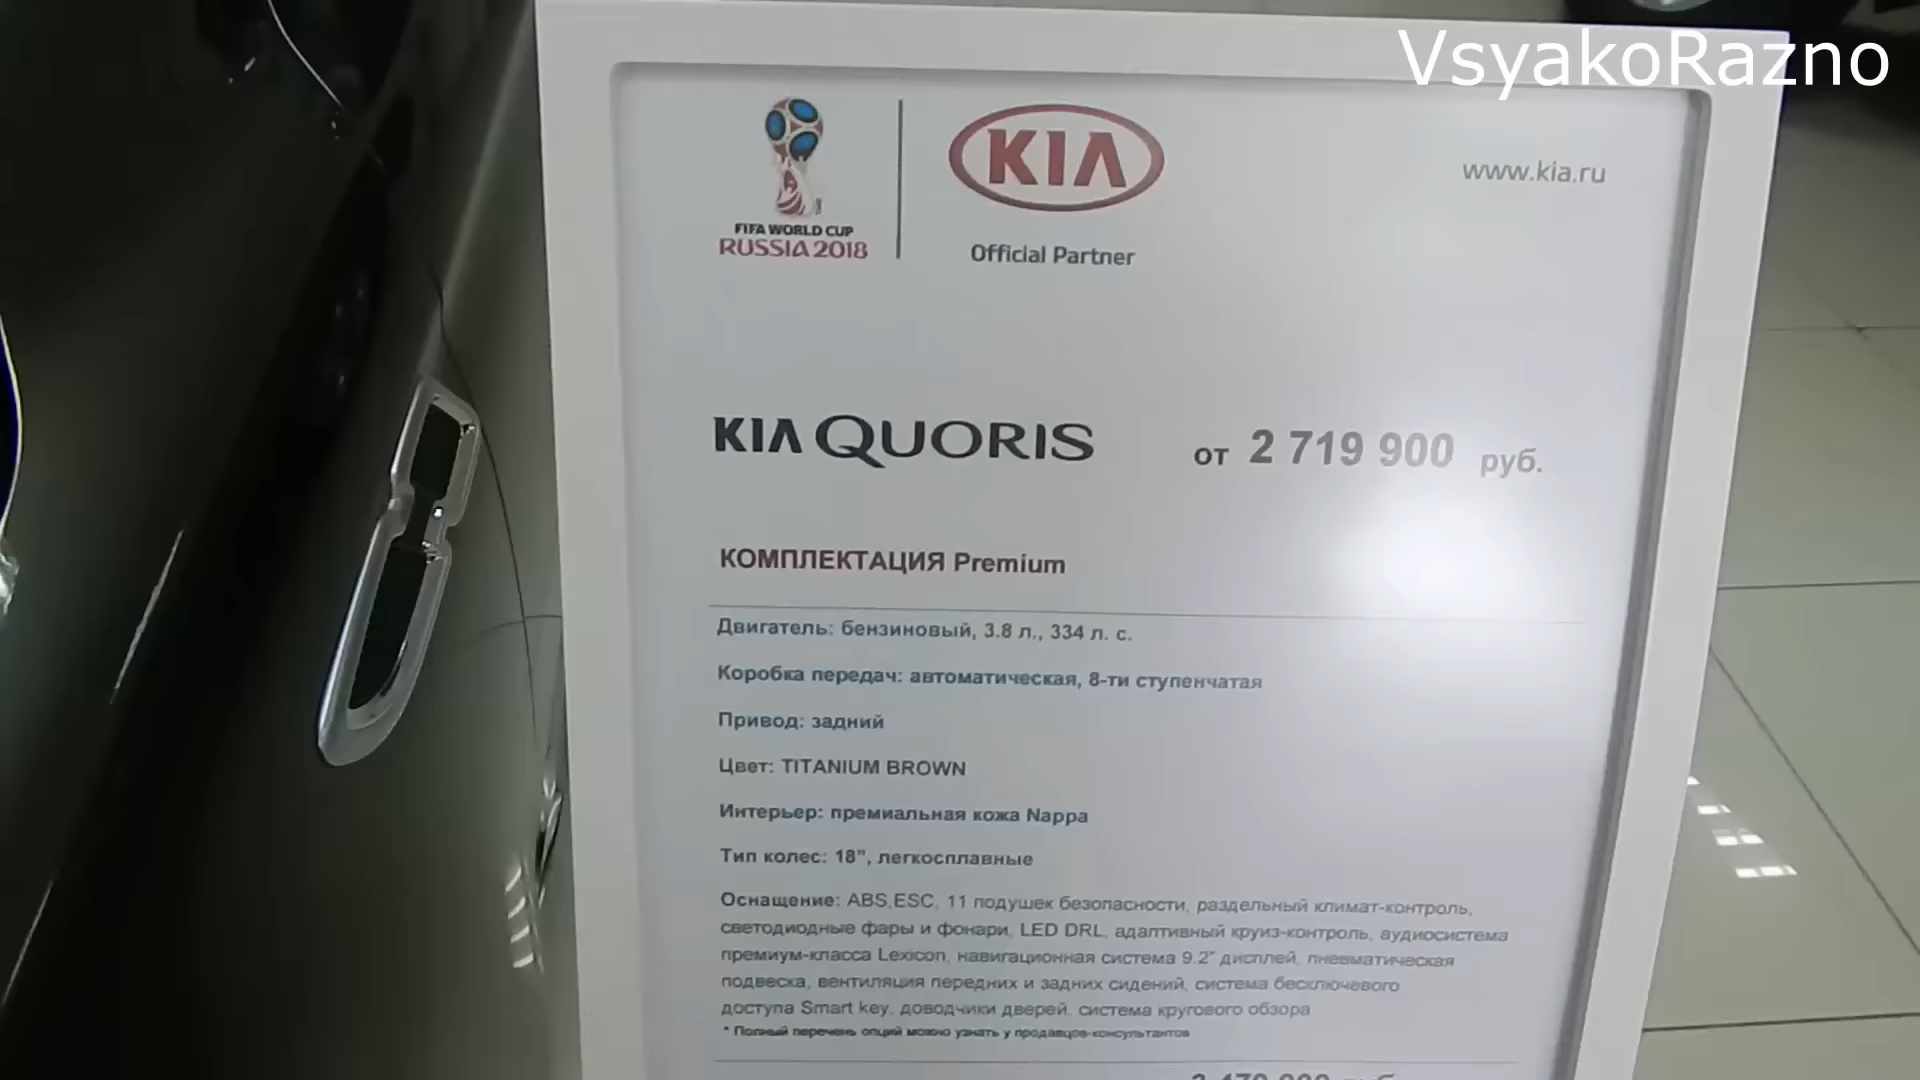 VsyakoRazno
FIFA WORLD CUP
RUSSIA 2018
KIA
Official Partner
www.kia.ru
KIA QUORIS от 2 719 900 руб.
КОМПЛЕКТАЦИЯ Premium
Двигатель: бензиновый, 3.8 л., 334 л. с.
Коробка передач: автоматическая, 8-ти ступенчатая
Привод: задний
Цвет: TITANIUM BROWN
Интерьер: премиальная кожа Nappa
Тип колес: 18", легкосплавные
Оснащение: ABS,ESC, 11 подушек безопасности, раздельный климат-контроль,
светодиодные фары и фонари, LED DRL, адаптивный круиз-контроль, аудиосистема
премиум-класса Lexicon, навигационная система 9.2" дисплей, пневматическая
подвеска, вентиляция передних и задних сидений, система бесключевого
доступа Smart key, доводчики дверей, система кругового обзора
* Полный перечень опций можно узнать у продавцов-консультантов